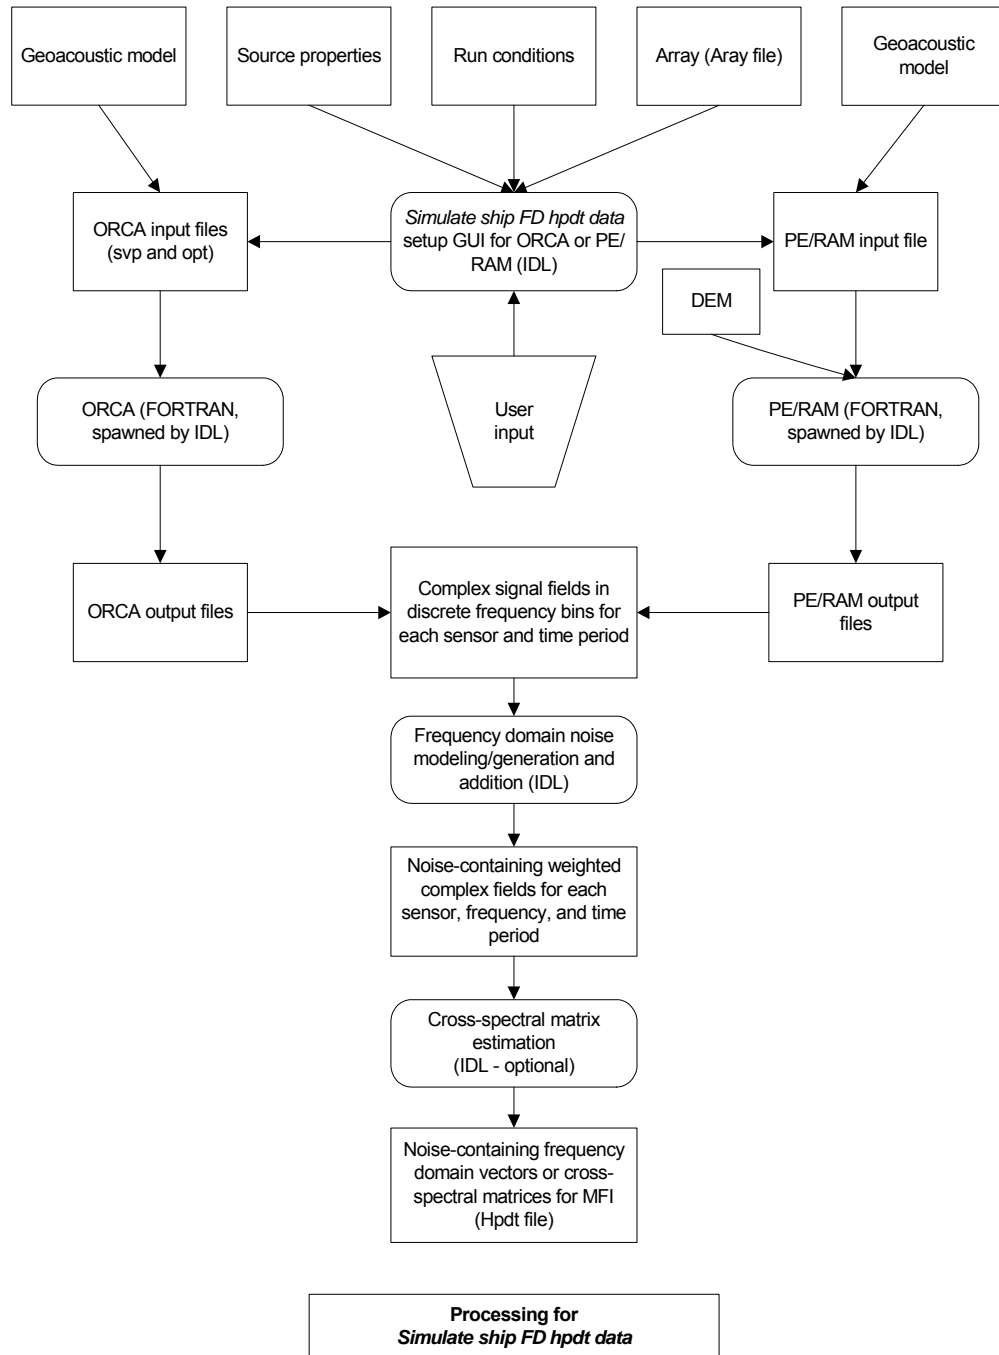 Geoacoustic model
Source properties
Run conditions
Array (Aray file)
Geoacoustic
model
ORCA input files
(svp and opt)
Simulate ship FD hpdt data
setup GUI for ORCA or PE/
RAM (IDL)
PE/RAM input file
DEM
ORCA (FORTRAN,
spawned by IDL)
User
input
PE/RAM (FORTRAN,
spawned by IDL)
ORCA output files
Complex signal fields in
discrete frequency bins for
each sensor and time period
PE/RAM output
files
Frequency domain noise
modeling/generation and
addition (IDL)
Noise-containing weighted
complex fields for each
sensor, frequency, and time
period
Cross-spectral matrix
estimation
(IDL - optional)
Noise-containing frequency
domain vectors or cross-
spectral matrices for MFI
(Hpdt file)
Processing for
Simulate ship FD hpdt data